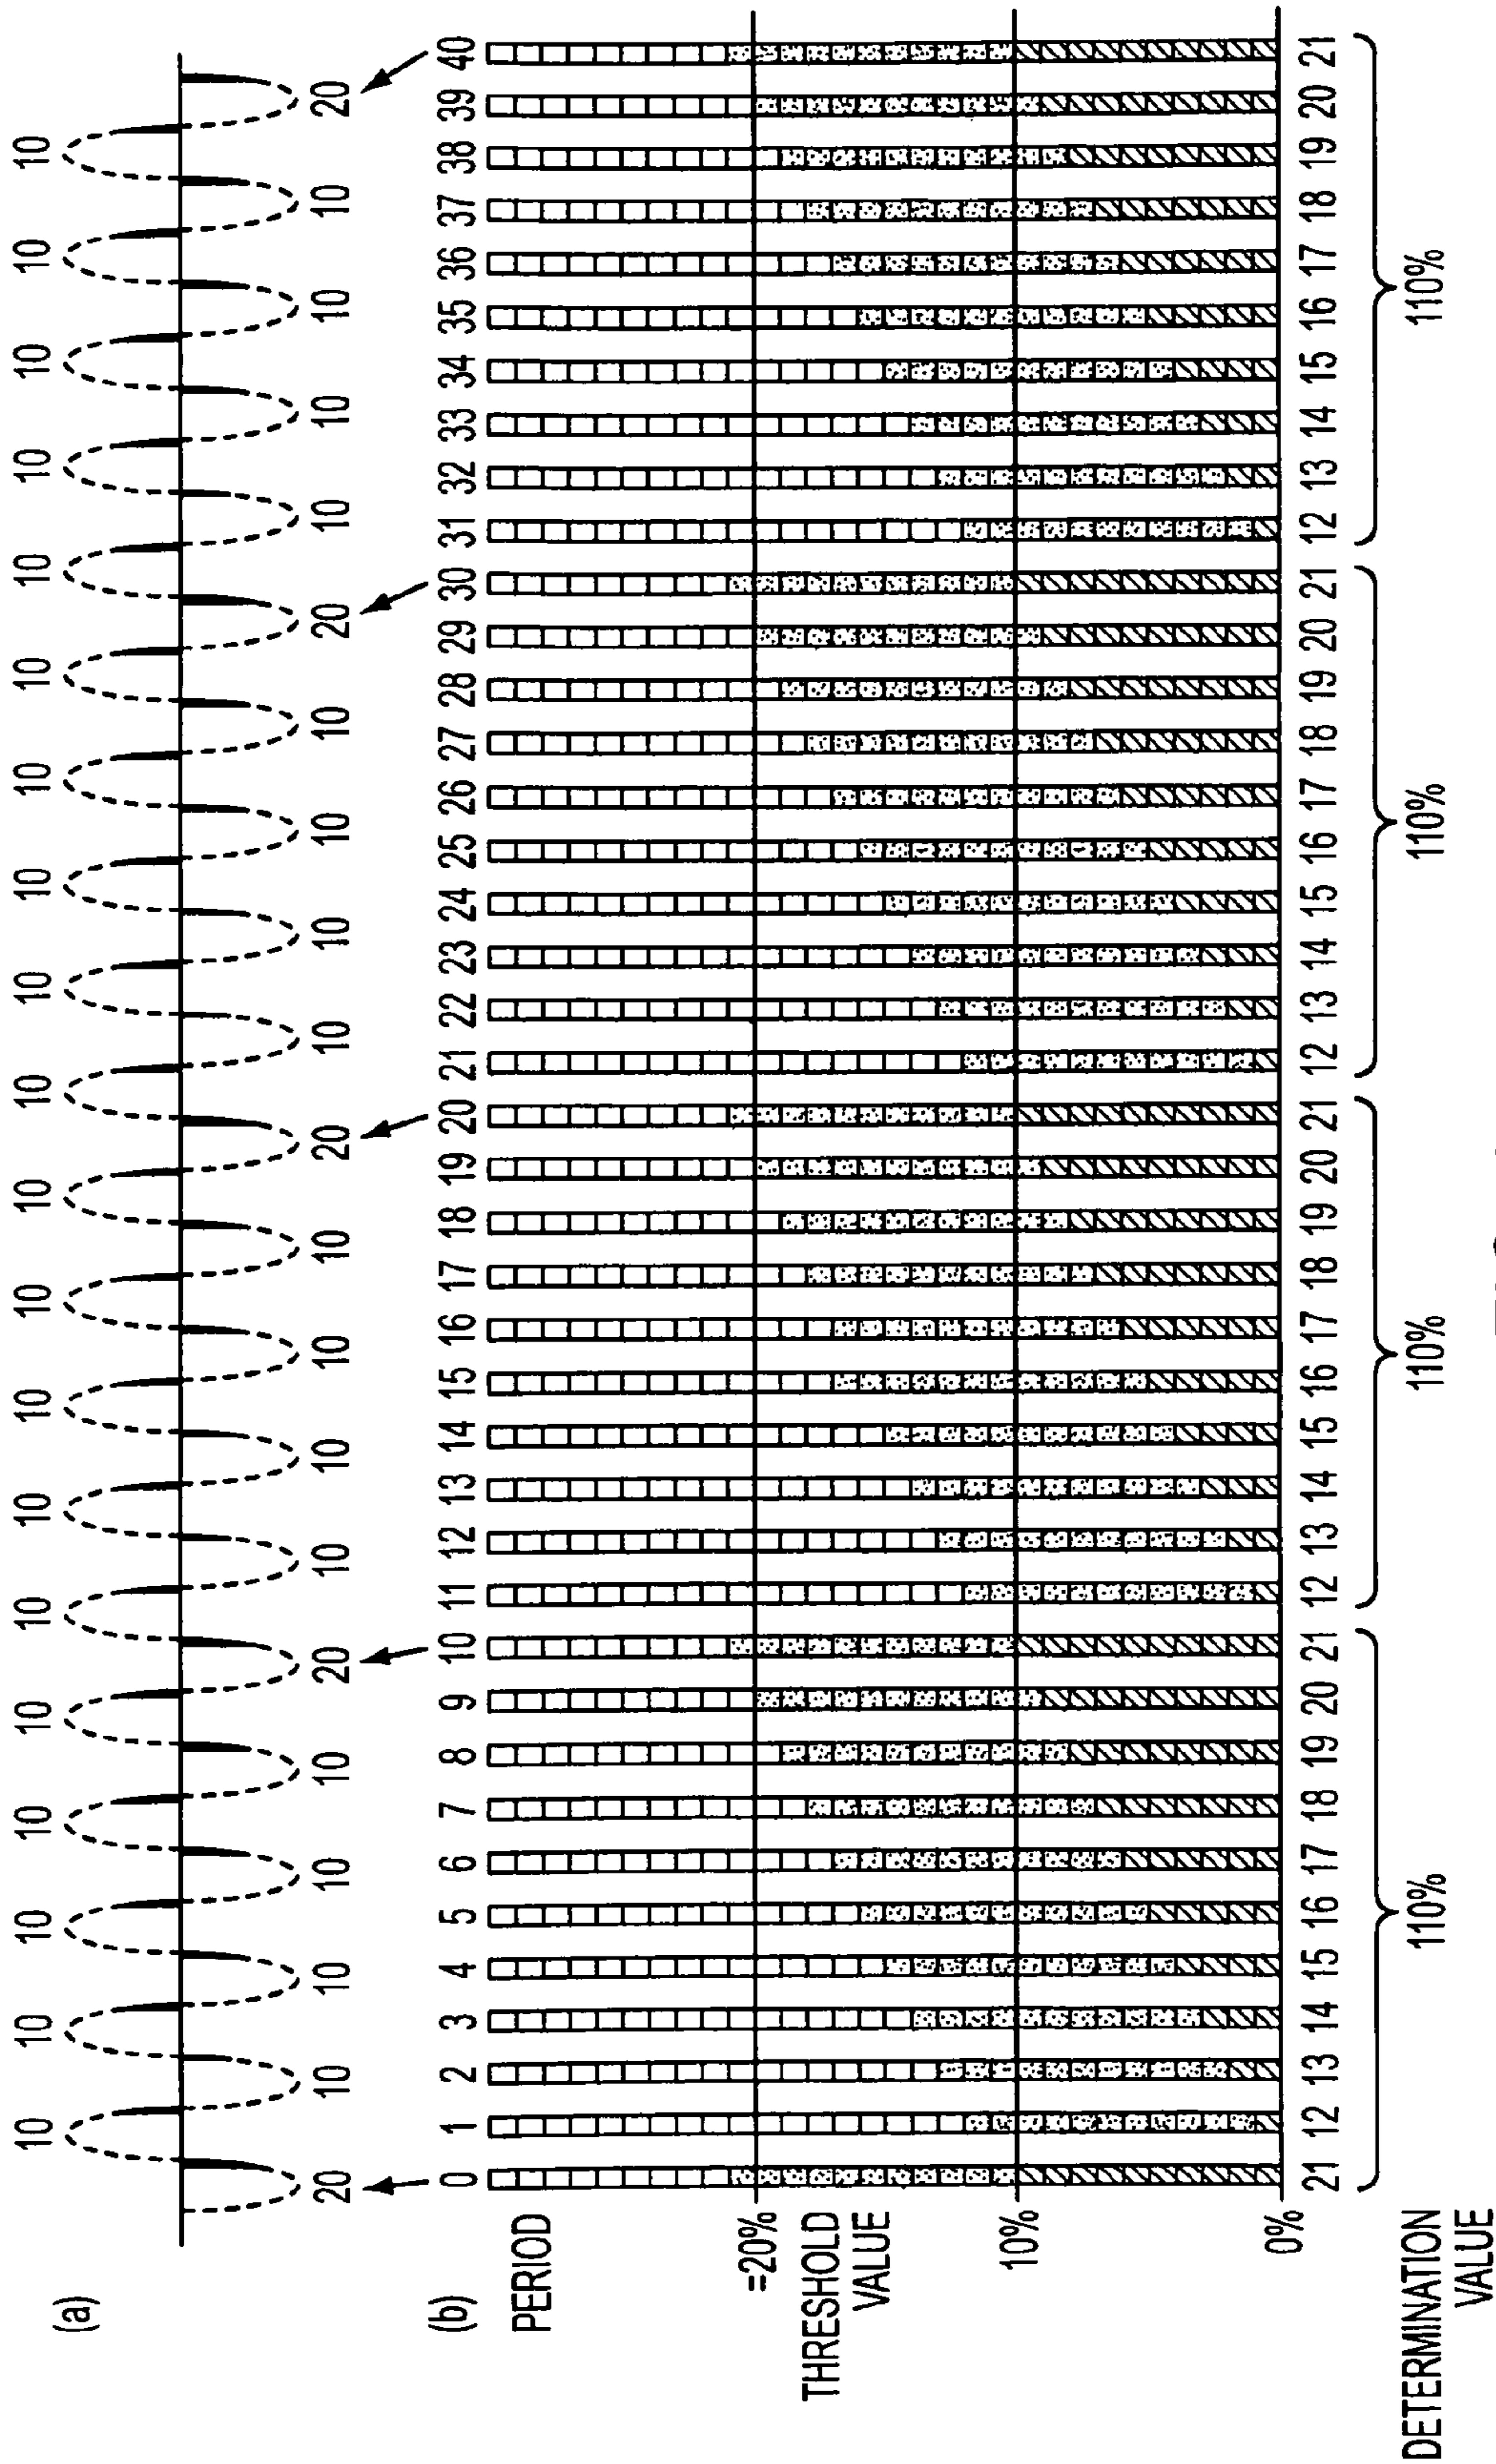 (a)
10 10 10 10 10 10 10 10 10 10 10 10 10 10 10 10 10 10 10 10
20 10 10 10 10 20 10 10 10 10 20 10 10 10 10 20 10 10 10 10 20
(b) 0 1 2 3 4 5 6 7 8 9 10 11 12 13 14 15 16 17 18 19 20 21 22 23 24 25 26 27 28 29 30 31 32 33 34 35 36 37 38 39 40
PERIOD
=20%
THRESHOLD
VALUE
10%
0%
21 12 13 14 15 16 17 18 19 20 21 12 13 14 15 16 17 18 19 20 21 12 13 14 15 16 17 18 19 20 21 12 13 14 15 16 17 18 19 20 21
110% 110% 110% 110%
DETERMINATION
VALUE